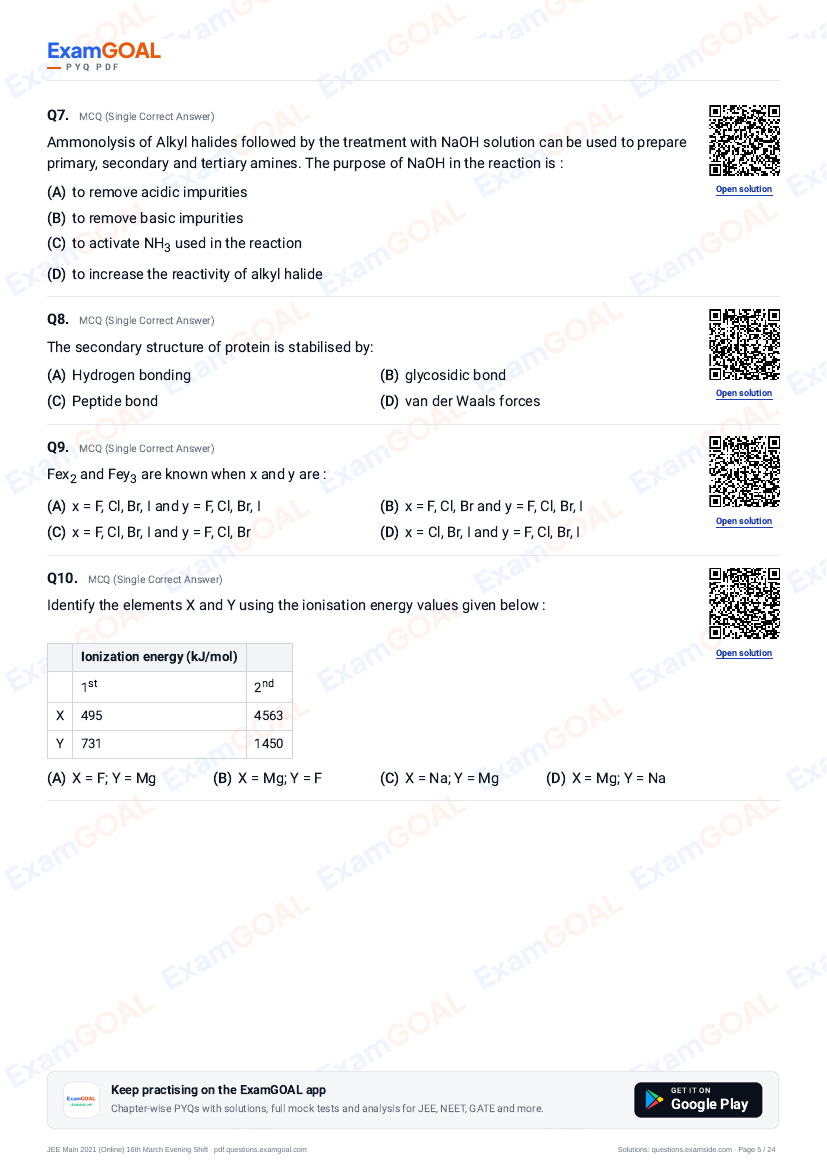 ExamGOAL
PYQ PDF
Q7. MCQ (Single Correct Answer)
Ammonolysis of Alkyl halides followed by the treatment with NaOH solution can be used to prepare
primary, secondary and tertiary amines. The purpose of NaOH in the reaction is :
(A) to remove acidic impurities
(B) to remove basic impurities
(C) to activate NH3 used in the reaction
(D) to increase the reactivity of alkyl halide
Open solution
Q8. MCQ (Single Correct Answer)
The secondary structure of protein is stabilised by:
(A) Hydrogen bonding (B) glycosidic bond
(C) Peptide bond (D) van der Waals forces
Open solution
Q9. MCQ (Single Correct Answer)
Fex2 and Fey3 are known when x and y are :
(A) x = F, Cl, Br, I and y = F, Cl, Br, I (B) x = F, Cl, Br and y = F, Cl, Br, I
(C) x = F, Cl, Br, I and y = F, Cl, Br (D) x = Cl, Br, I and y = F, Cl, Br, I
Open solution
Q10. MCQ (Single Correct Answer)
Identify the elements X and Y using the ionisation energy values given below :
Open solution
Ionization energy (kJ/mol)
1st 2nd
X 495 4563
Y 731 1450
(A) X = F; Y = Mg (B) X = Mg; Y = F (C) X = Na; Y = Mg (D) X = Mg; Y = Na
Keep practising on the ExamGOAL app
Chapter-wise PYQs with solutions, full mock tests and analysis for JEE, NEET, GATE and more.
GET IT ON
Google Play
JEE Main 2021 (Online) 16th March Evening Shift · pdf.questions.examgoal.com Solutions: questions.examside.com · Page 5 / 24